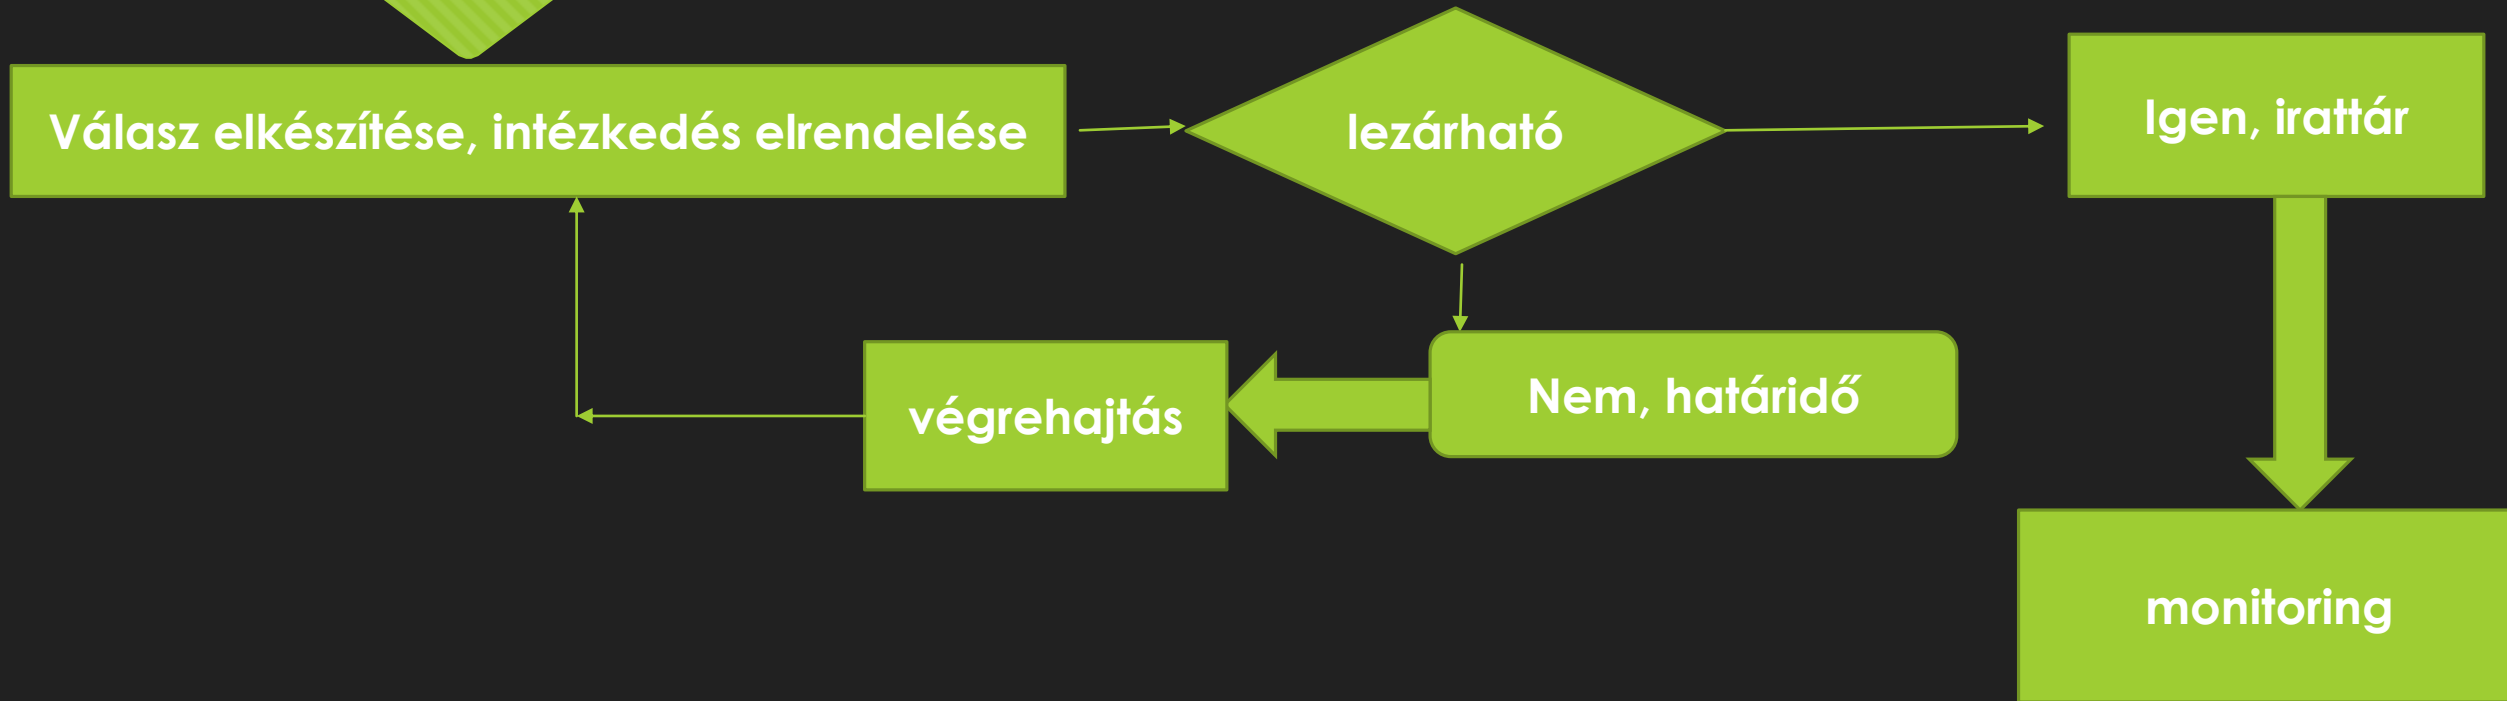 Válasz elkészítése, intézkedés elrendelése
lezárható
Igen, irattár
Nem, határidő
végrehajtás
monitoring